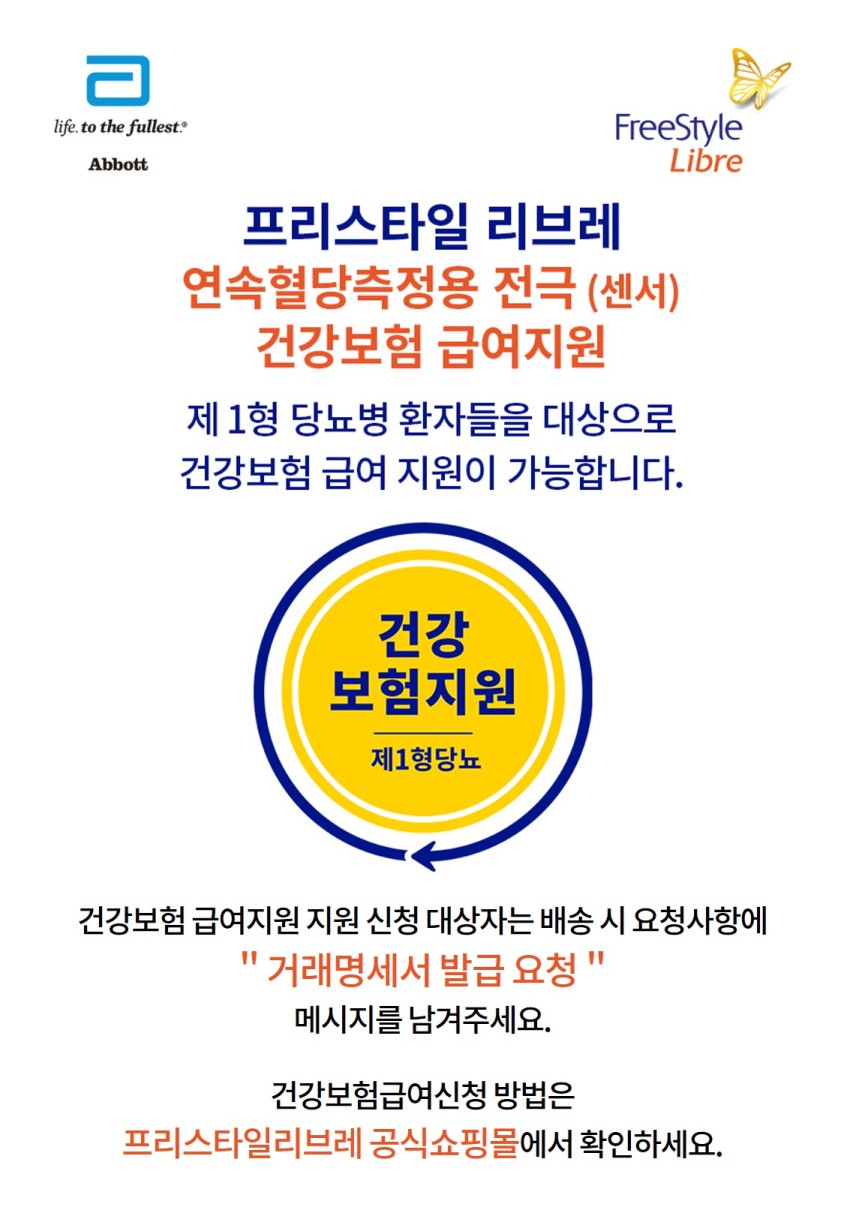 life. to the fullest.®
Abbott
FreeStyle
Libre
프리스타일 리브레
연속혈당측정용 전극 (센서)
건강보험 급여지원
제 1형 당뇨병 환자들을 대상으로
건강보험 급여 지원이 가능합니다.
건강
보험지원
제1형당뇨
건강보험 급여지원 지원 신청 대상자는 배송 시 요청사항에
" 거래명세서 발급 요청 "
메시지를 남겨주세요.
건강보험급여신청 방법은
프리스타일리브레 공식쇼핑몰에서 확인하세요.